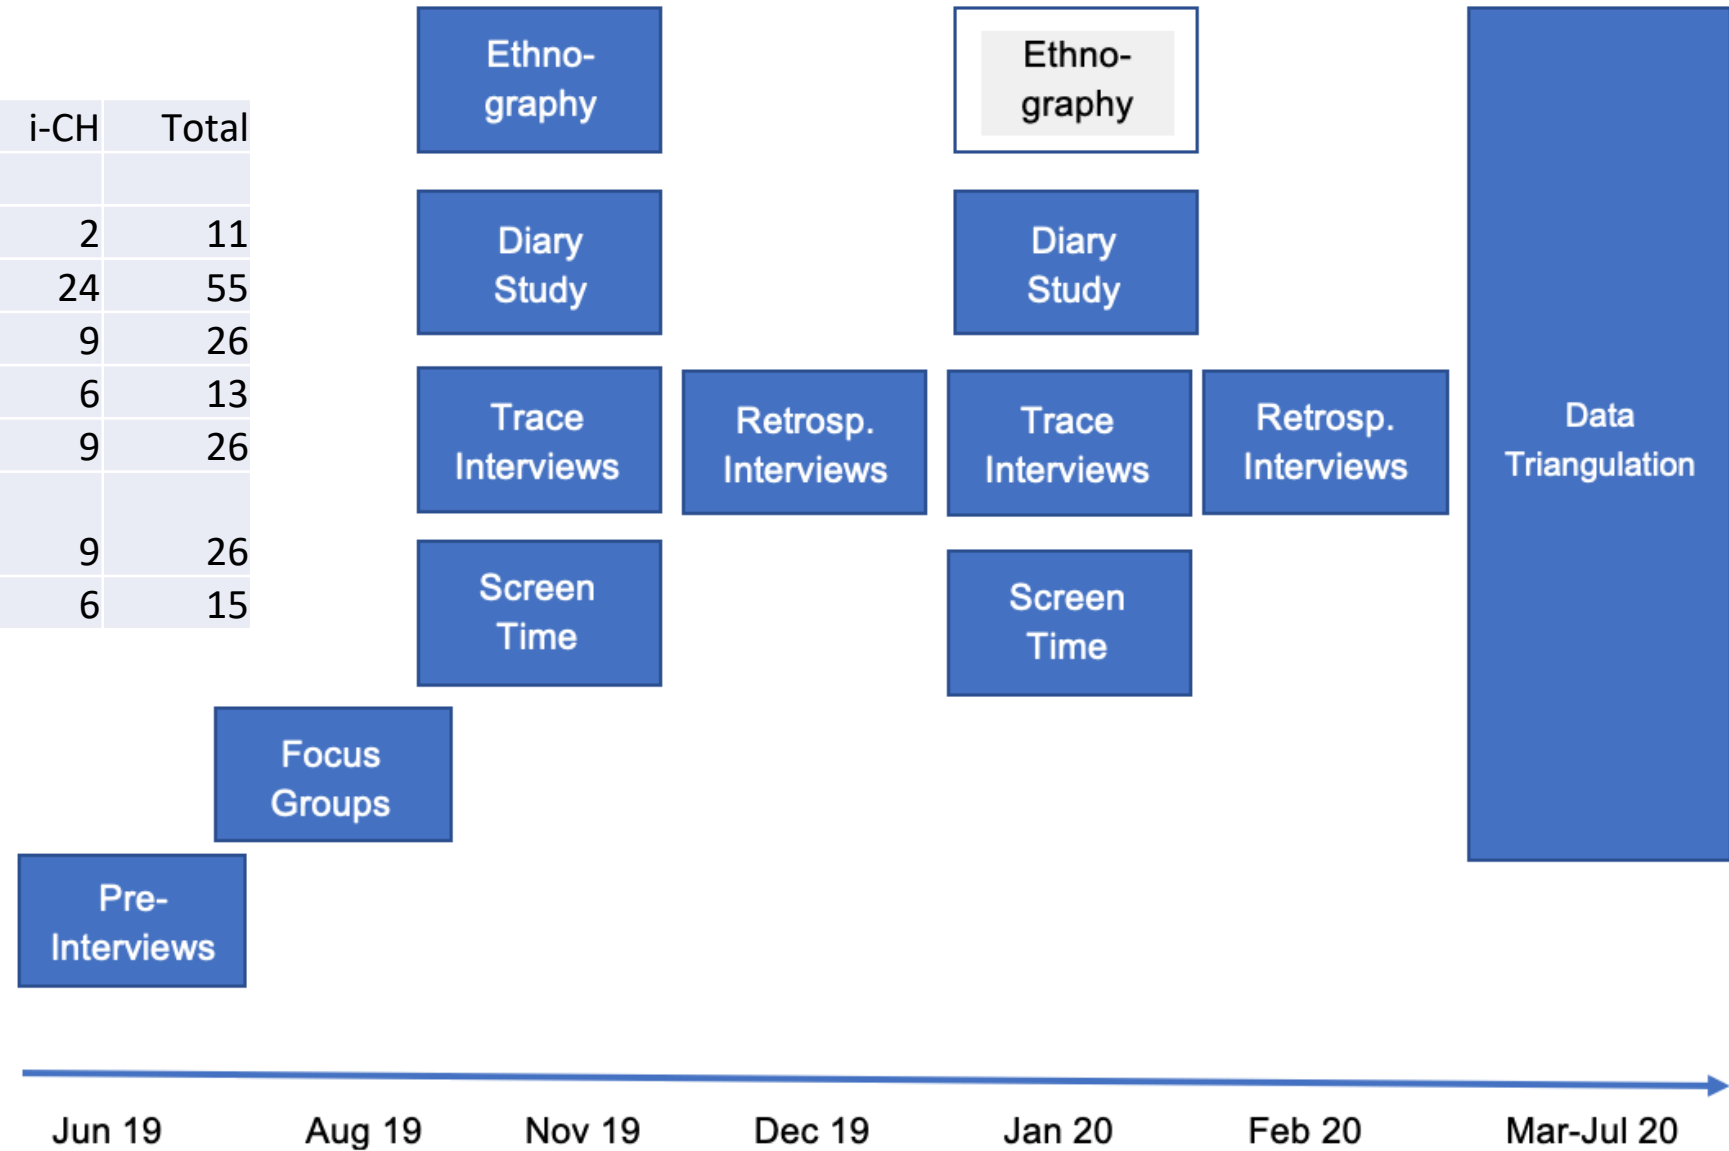 i-CH Total
2 11
24 55
9 26
6 13
9 26
9 26
6 15
Ethno-
graphy
Ethno-
graphy
Diary
Study
Diary
Study
Trace
Interviews
Retrosp.
Interviews
Trace
Interviews
Retrosp.
Interviews
Data
Triangulation
Screen
Time
Screen
Time
Focus
Groups
Pre-
Interviews
Jun 19 Aug 19 Nov 19 Dec 19 Jan 20 Feb 20 Mar-Jul 20